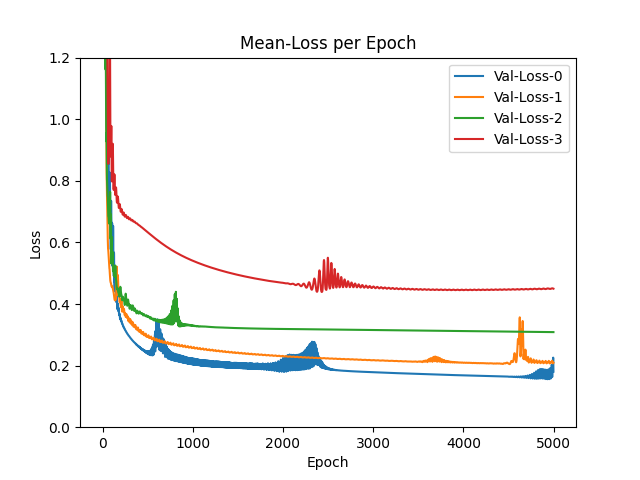 Mean-Loss per Epoch
1.2
1.0
0.8
0.6
0.4
0.2
0.0
Loss
Val-Loss-0
Val-Loss-1
Val-Loss-2
Val-Loss-3
0 1000 2000 3000 4000 5000
Epoch